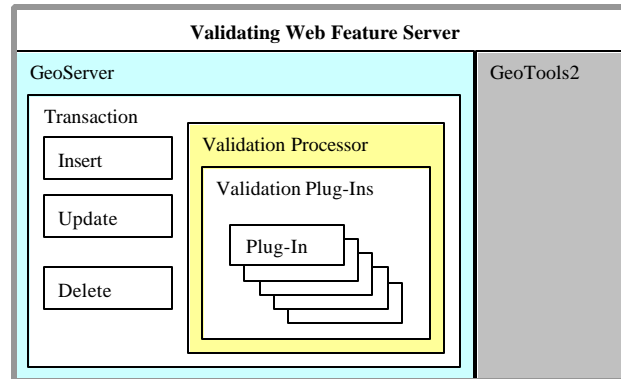 Validating Web Feature Server
GeoServer
GeoTools2
Transaction
Insert
Update
Delete
Validation Processor
Validation Plug-Ins
Plug-In